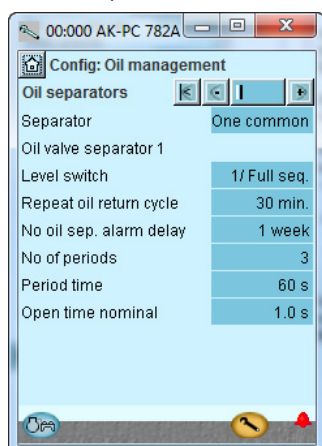 00:000 AK-PC 782A
Config: Oil management
Oil separators
Separator One common
Oil valve separator 1
Level switch 1/ Full seq.
Repeat oil return cycle 30 min.
No oil sep. alarm delay 1 week
No of periods 3
Period time 60 s
Open time nominal 1.0 s